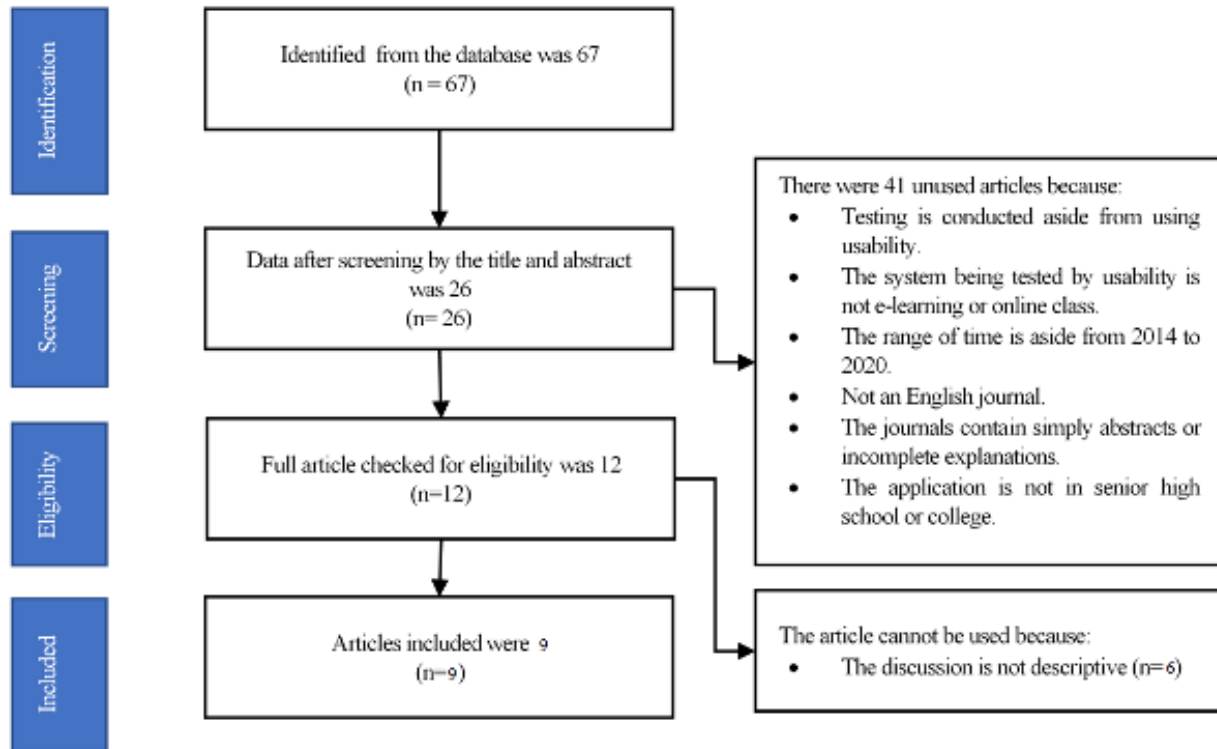 Identification
Identified from the database was 67
(n = 67)
Screening
Data after screening by the title and abstract
was 26
(n= 26)
There were 41 unused articles because:
• Testing is conducted aside from using
usability.
• The system being tested by usability is
not e-learning or online class.
• The range of time is aside from 2014 to
2020.
• Not an English journal.
• The journals contain simply abstracts or
incomplete explanations.
• The application is not in senior high
school or college.
Eligibility
Full article checked for eligibility was 12
(n=12)
Included
Articles included were 9
(n=9)
The article cannot be used because:
• The discussion is not descriptive (n=6)